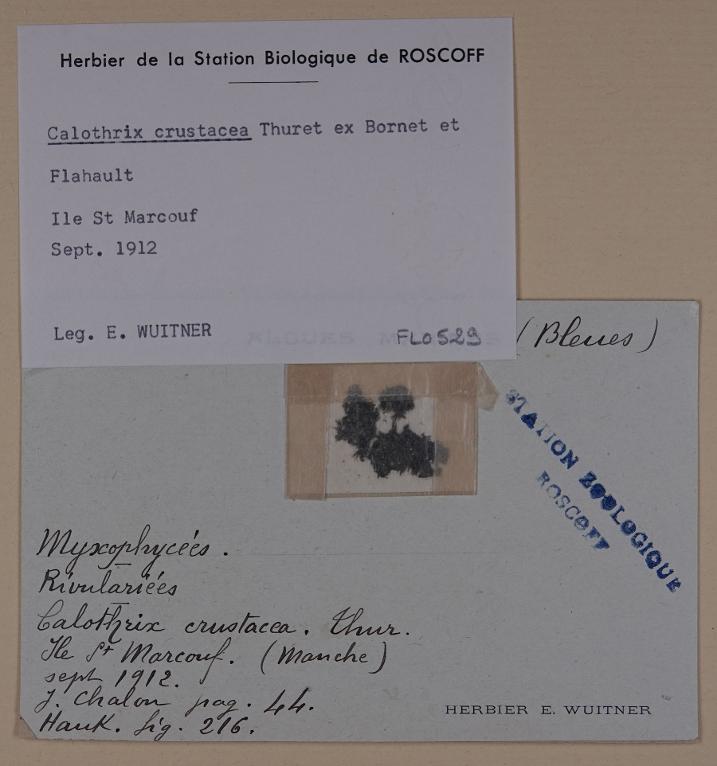 Herbier de la Station Biologique de ROSCOFF
Calothrix crustacea Thuret ex Bornet et
Flahault
Ile St Marcouf
Sept. 1912
Leg. E. WUITNER
FLO529
ALGUES
(Bleues)
STATION ZOOLOGIQUE
ROSCOFF
Myxophycées.
Rivulariées
Calothrix crustacea. Thur.
Ile St Marcouf. (Manche)
sept 1912.
J. Chalon pag. 44.
Hauk. fig. 216.
HERBIER E. WUITNER